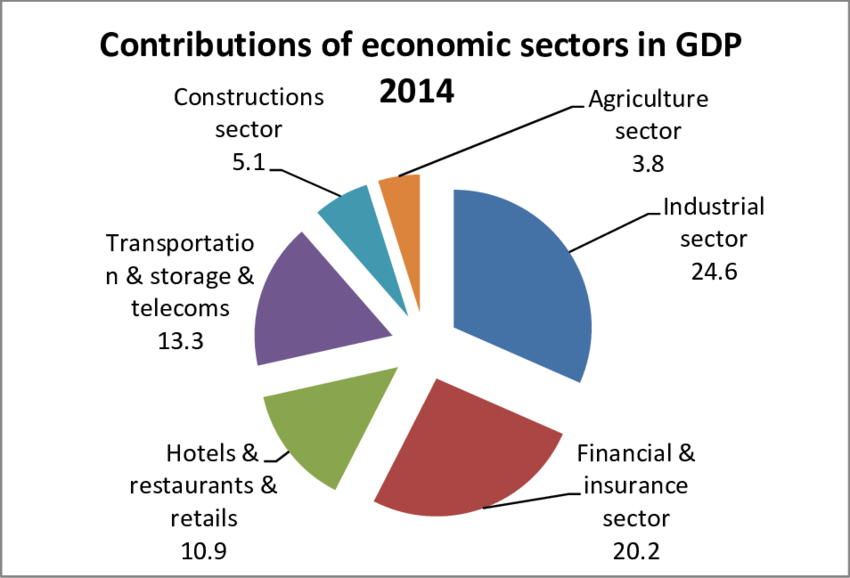 Contributions of economic sectors in GDP
2014
Constructions
sector
5.1
Agriculture
sector
3.8
Industrial
sector
24.6
Transportatio
n & storage &
telecoms
13.3
Hotels &
restaurants &
retails
10.9
Financial &
insurance
sector
20.2